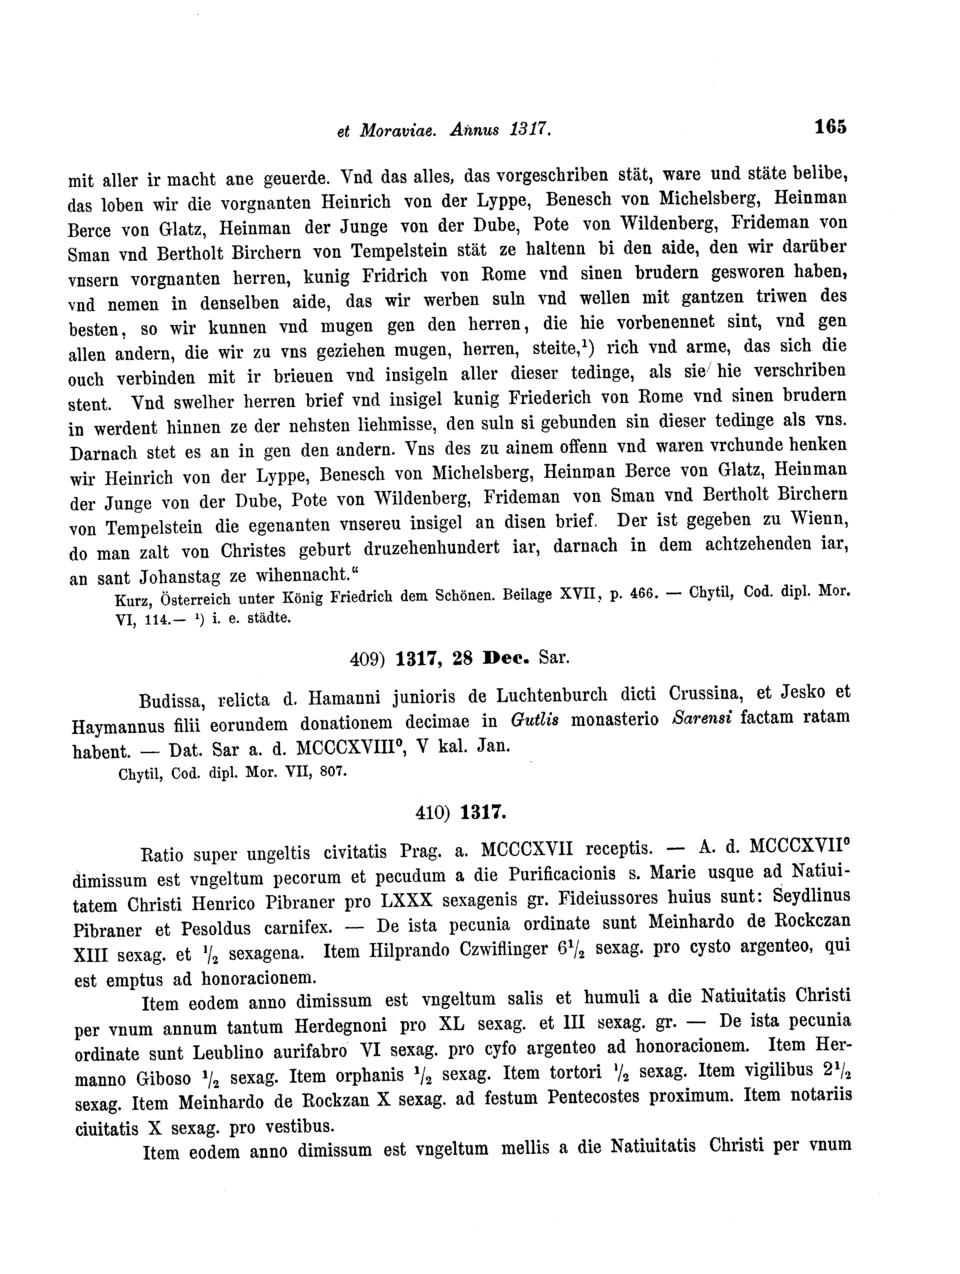 et Moraviae. Annus 1317. 165
mit aller ir macht ane geuerde. Vnd das alles, das vorgeschriben stät, ware und stäte belibe,
das loben wir die vorgnanten Heinrich von der Lyppe, Benesch von Michelsberg, Heinman
Berce von Glatz, Heinman der Junge von der Dube, Pote von Wildenberg, Frideman von
Sman vnd Bertholt Birchern von Tempelstein stät ze haltenn bi den aide, den wir darüber
vnsern vorgnanten herren, kunig Fridrich von Rome vnd sinen brudern gesworen haben,
vnd nemen in denselben aide, das wir werben suln vnd wellen mit gantzen triwen des
besten, so wir kunnen vnd mugen gen den herren, die hie vorbenennet sint, vnd gen
allen andern, die wir zu vns geziehen mugen, herren, steite,¹) rich vnd arme, das sich die
ouch verbinden mit ir brieuen vnd insigeln aller dieser tedinge, als sie hie verschriben
stent. Vnd swelher herren brief vnd insigel kunig Friederich von Rome vnd sinen brudern
in werdent hinnen ze der nehsten liehmisse, den suln si gebunden sin dieser tedinge als vns.
Darnach stet es an in gen den andern. Vns des zu ainem offenn vnd waren vrchunde henken
wir Heinrich von der Lyppe, Benesch von Michelsberg, Heinman Berce von Glatz, Heinman
der Junge von der Dube, Pote von Wildenberg, Frideman von Sman vnd Bertholt Birchern
von Tempelstein die egenanten vnsereu insigel an disen brief. Der ist gegeben zu Wienn,
do man zalt von Christes geburt druzehenhundert iar, darnach in dem achtzehenden iar,
an sant Johanstag ze wihennacht.“
Kurz, Österreich unter König Friedrich dem Schönen. Beilage XVII, p. 466. — Chytil, Cod. dipl. Mor.
VI, 114.— ¹) i. e. städte.
409) 1317, 28 Dec. Sar.
Budissa, relicta d. Hamanni junioris de Luchtenburch dicti Crussina, et Jesko et
Haymannus filii eorundem donationem decimae in Gutlis monasterio Sarensi factam ratam
habent. — Dat. Sar a. d. MCCCXVIII⁰, V kal. Jan.
Chytil, Cod. dipl. Mor. VII, 807.
410) 1317.
Ratio super ungeltis civitatis Prag. a. MCCCXVII receptis. — A. d. MCCCXVII⁰
dimissum est vngeltum pecorum et pecudum a die Purificacionis s. Marie usque ad Natiui-
tatem Christi Henrico Pibraner pro LXXX sexagenis gr. Fideiussores huius sunt: Seydlinus
Pibraner et Pesoldus carnifex. — De ista pecunia ordinate sunt Meinhardo de Rockczan
XIII sexag. et ¹/₂ sexagena. Item Hilprando Czwiflinger 6¹/₂ sexag. pro cysto argenteo, qui
est emptus ad honoracionem.
Item eodem anno dimissum est vngeltum salis et humuli a die Natiuitatis Christi
per vnum annum tantum Herdegnoni pro XL sexag. et III sexag. gr. — De ista pecunia
ordinate sunt Leublino aurifabro VI sexag. pro cyfo argenteo ad honoracionem. Item Her-
manno Giboso ¹/₂ sexag. Item orphanis ¹/₂ sexag. Item tortori ¹/₂ sexag. Item vigilibus 2¹/₂
sexag. Item Meinhardo de Rockzan X sexag. ad festum Pentecostes proximum. Item notariis
ciuitatis X sexag. pro vestibus.
Item eodem anno dimissum est vngeltum mellis a die Natiuitatis Christi per vnum